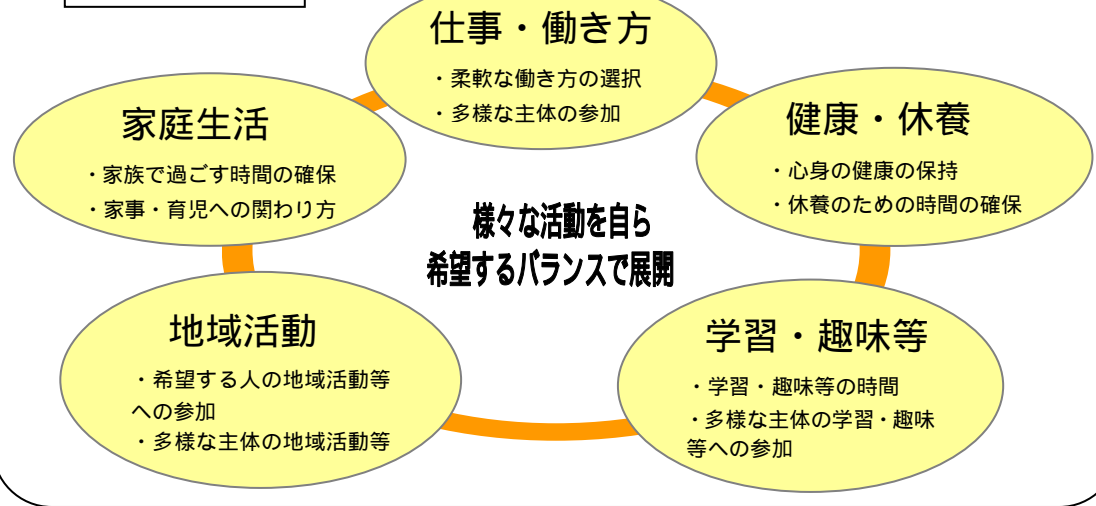 仕事・働き方
・柔軟な働き方の選択
・多様な主体の参加
家庭生活
・家族で過ごす時間の確保
・家事・育児への関わり方
健康・休養
・心身の健康の保持
・休養のための時間の確保
様々な活動を自ら
希望するバランスで展開
地域活動
・希望する人の地域活動等
への参加
・多様な主体の地域活動等
学習・趣味等
・学習・趣味等の時間
・多様な主体の学習・趣味
等への参加